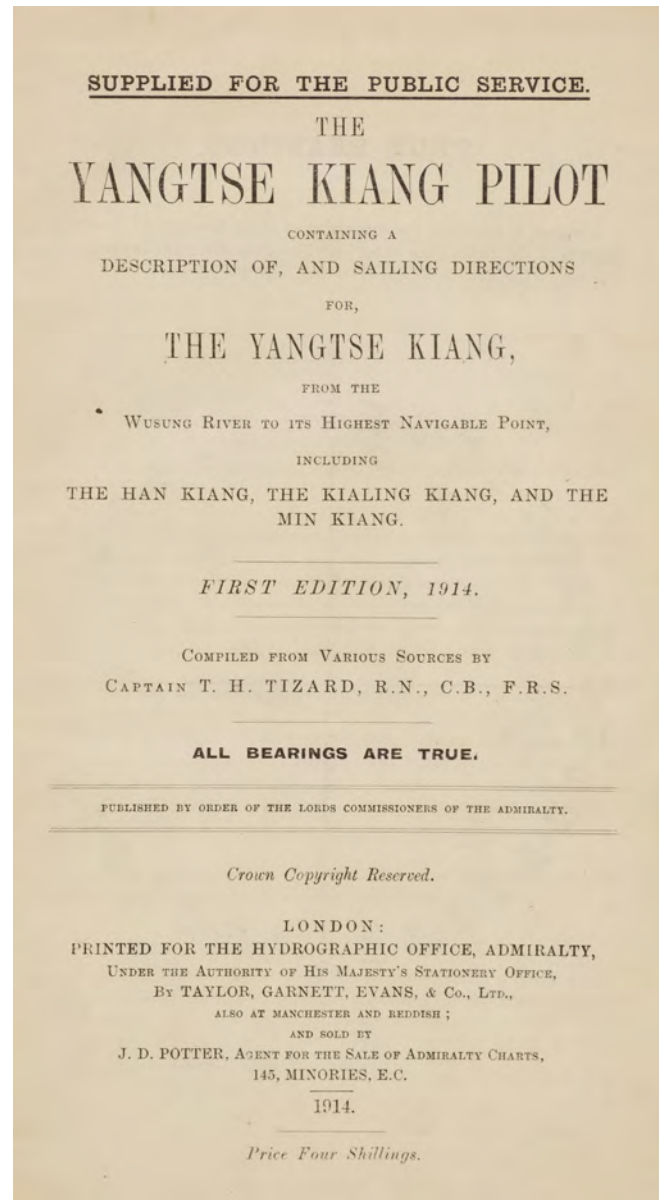 SUPPLIED FOR THE PUBLIC SERVICE.
THE
YANGTSE KIANG PILOT
CONTAINING A
DESCRIPTION OF, AND SAILING DIRECTIONS
FOR,
THE YANGTSE KIANG,
FROM THE
WUSUNG RIVER TO ITS HIGHEST NAVIGABLE POINT,
INCLUDING
THE HAN KIANG, THE KIALING KIANG, AND THE
MIN KIANG.
FIRST EDITION, 1914.
COMPILED FROM VARIOUS SOURCES BY
CAPTAIN T. H. TIZARD, R.N., C.B., F.R.S.
ALL BEARINGS ARE TRUE.
PUBLISHED BY ORDER OF THE LORDS COMMISSIONERS OF THE ADMIRALTY.
Crown Copyright Reserved.
LONDON:
PRINTED FOR THE HYDROGRAPHIC OFFICE, ADMIRALTY,
UNDER THE AUTHORITY OF HIS MAJESTY'S STATIONERY OFFICE,
BY TAYLOR, GARNETT, EVANS, & CO., LTD.,
ALSO AT MANCHESTER AND REDDISH;
AND SOLD BY
J. D. POTTER, AGENT FOR THE SALE OF ADMIRALTY CHARTS,
145, MINORIES, E.C.
1914.
Price Four Shillings.